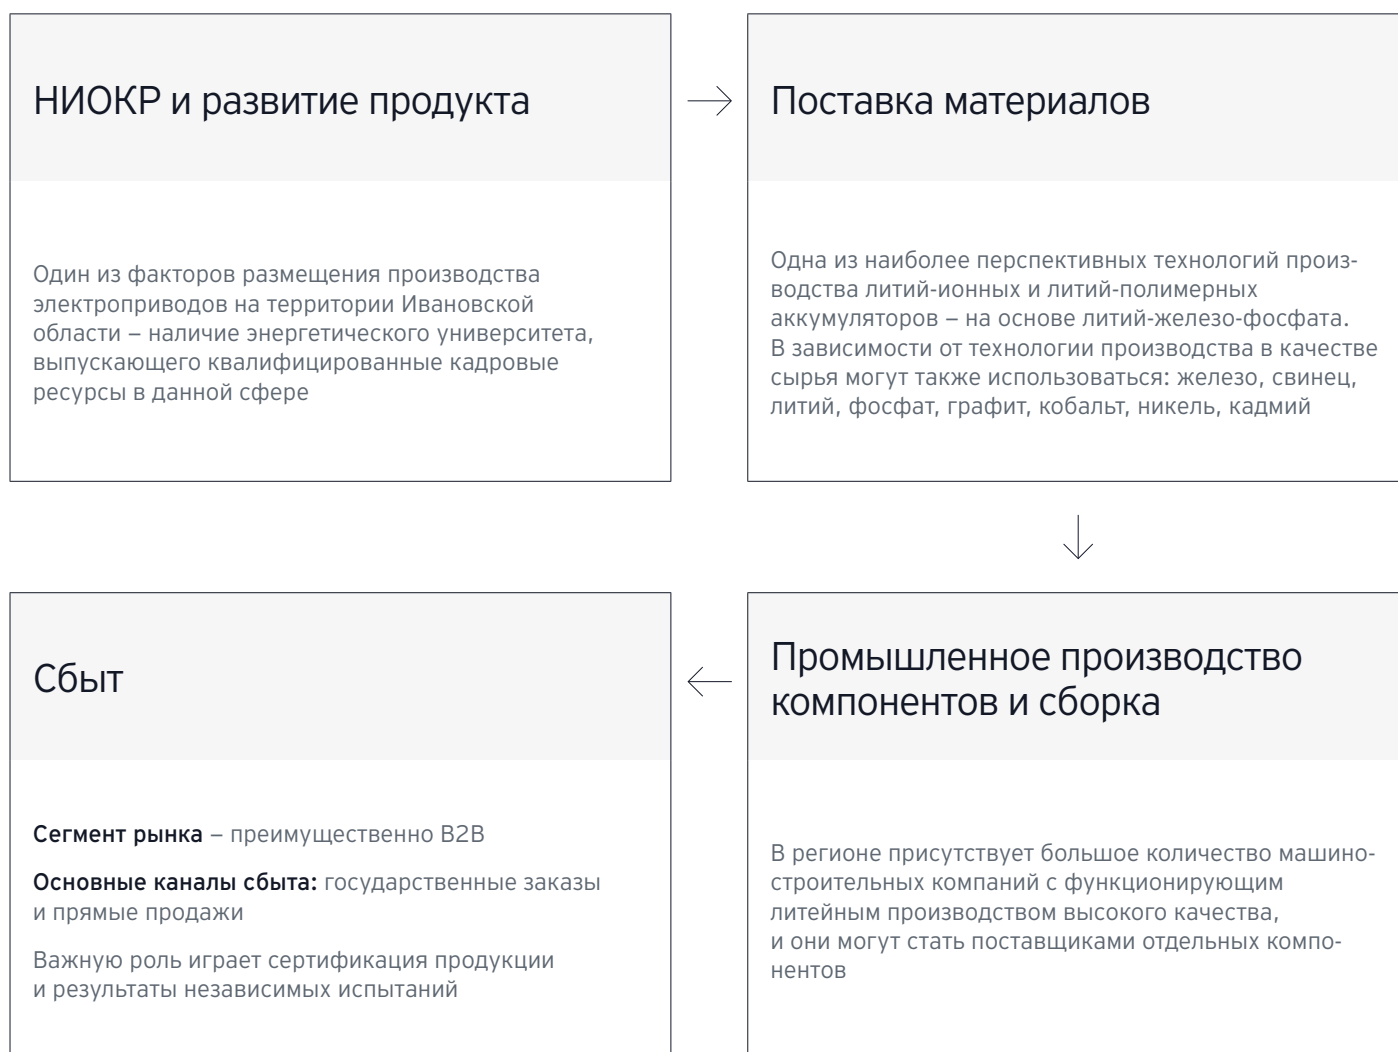 НИОКР и развитие продукта
Один из факторов размещения производства
электроприводов на территории Ивановской
области – наличие энергетического университета,
выпускающего квалифицированные кадровые
ресурсы в данной сфере
Поставка материалов
Одна из наиболее перспективных технологий произ-
водства литий-ионных и литий-полимерных
аккумуляторов – на основе литий-железо-фосфата.
В зависимости от технологии производства в качестве
сырья могут также использоваться: железо, свинец,
литий, фосфат, графит, кобальт, никель, кадмий
Промышленное производство
компонентов и сборка
В регионе присутствует большое количество машино-
строительных компаний с функционирующим
литейным производством высокого качества,
и они могут стать поставщиками отдельных компо-
нентов
Сбыт
Сегмент рынка – преимущественно B2B
Основные каналы сбыта: государственные заказы
и прямые продажи
Важную роль играет сертификация продукции
и результаты независимых испытаний